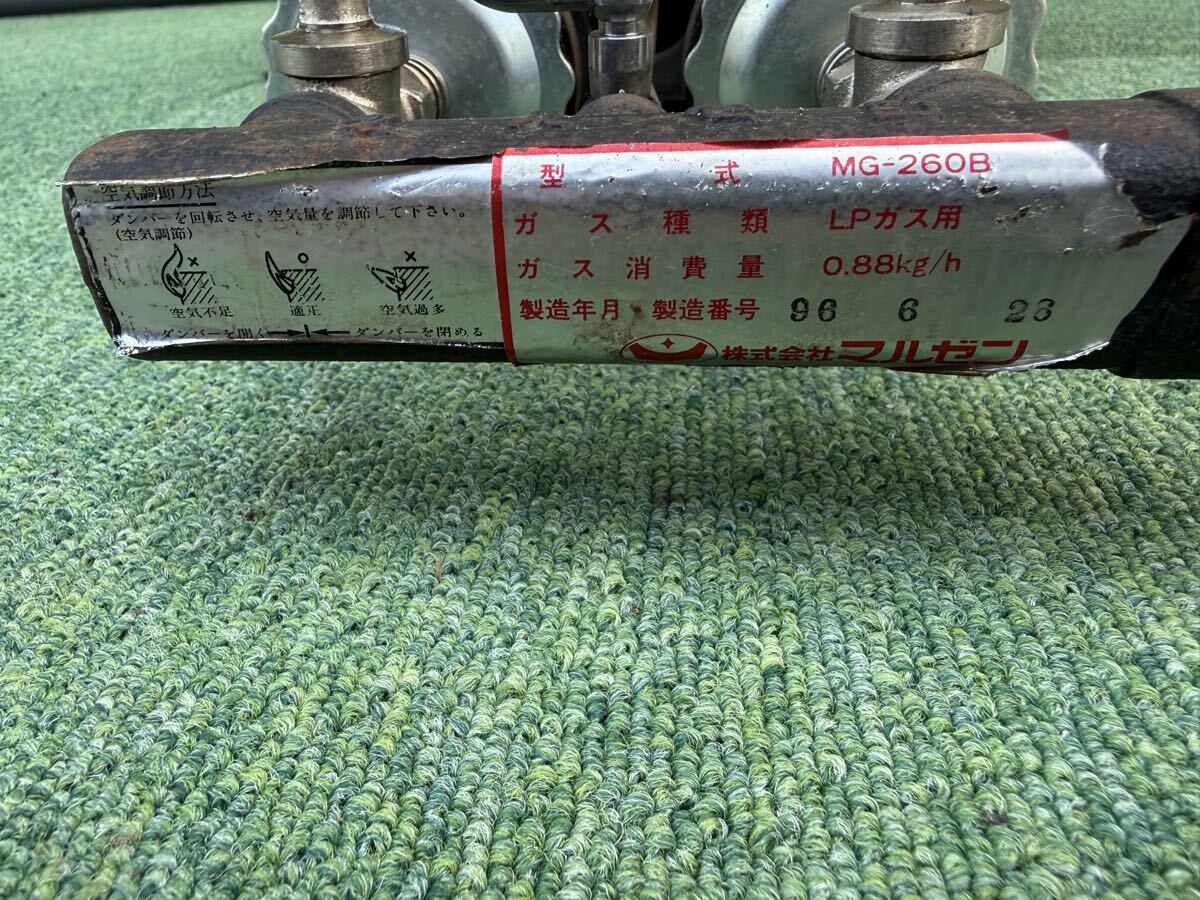 空気調節方法
ダンパーを回転させ、空気量を調節して下さい。
(空気調節)
× ○ ×
空気不足 適正 空気過多
ダンパーを開く ダンパーを閉める
型式 MG-260B
ガス種類 LPガス用
ガス消費量 0.88kg/h
製造年月・製造番号 96 6 26
株式会社マルゼン